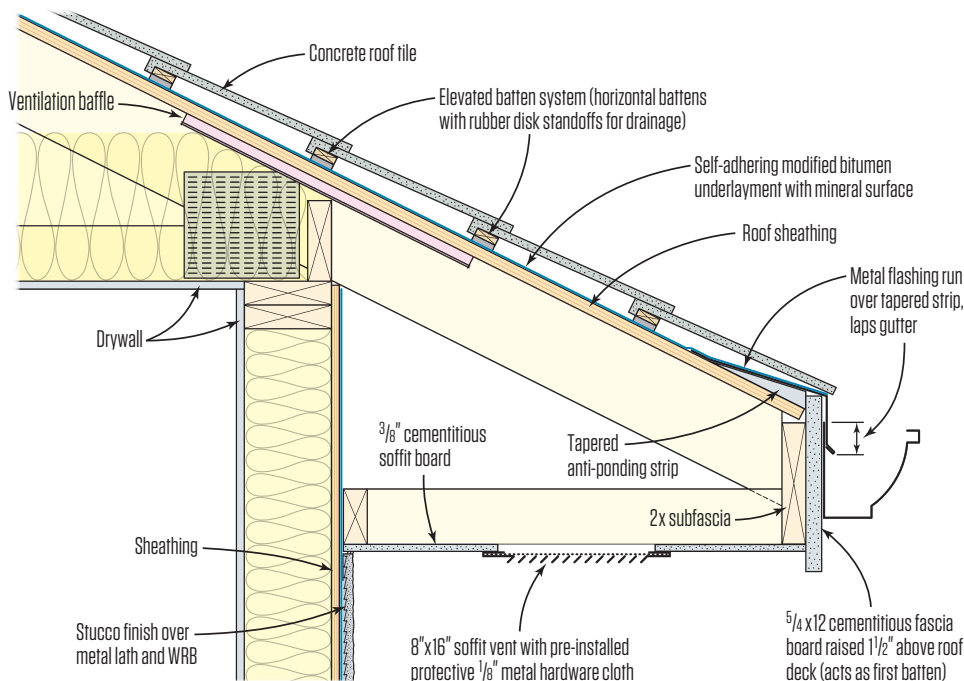 Concrete roof tile
Ventilation baffle
Elevated batten system (horizontal battens
with rubber disk standoffs for drainage)
Self-adhering modified bitumen
underlayment with mineral surface
Roof sheathing
Metal flashing run
over tapered strip,
laps gutter
Drywall
3/8" cementitious
soffit board
Tapered
anti-ponding strip
2x subfascia
Sheathing
Stucco finish over
metal lath and WRB
8"x16" soffit vent with pre-installed
protective 1/8" metal hardware cloth
5/4 x12 cementitious fascia
board raised 1 1/2" above roof
deck (acts as first batten)